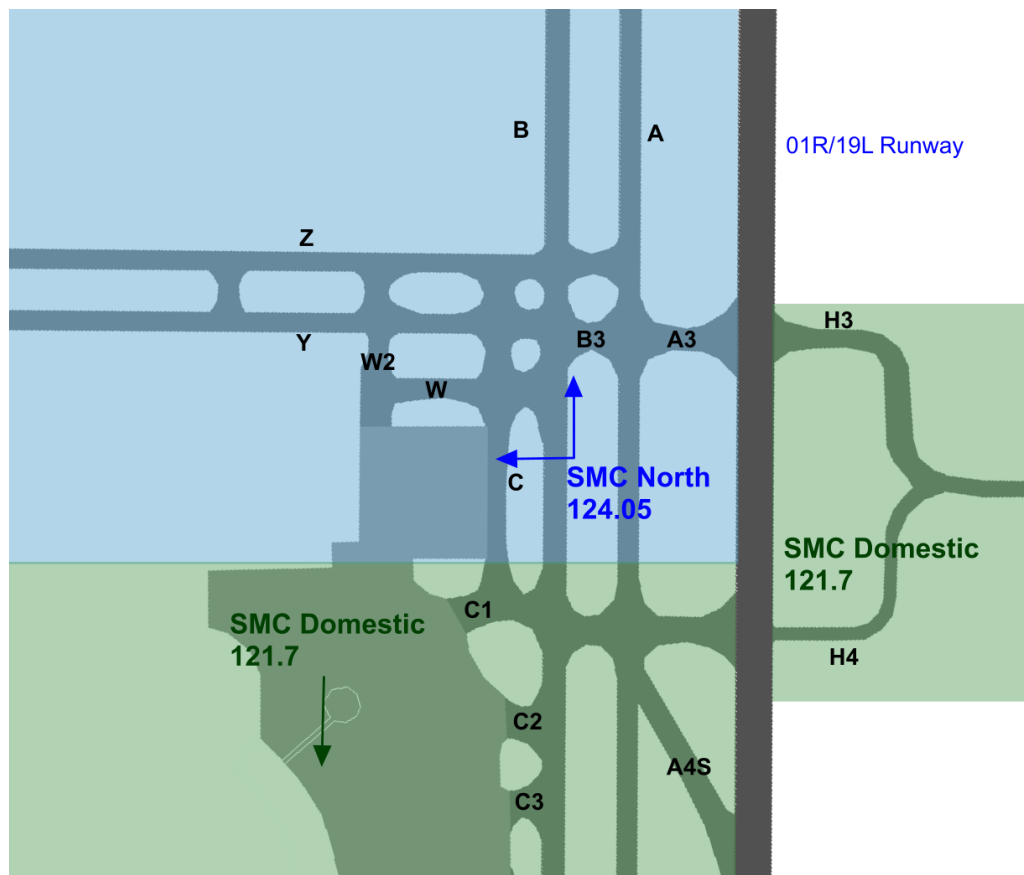 B
A
01R/19L Runway
Z
H3
Y
B3
A3
W2
W
SMC North
124.05
C
SMC Domestic
121.7
C1
SMC Domestic
121.7
H4
C2
A4S
C3